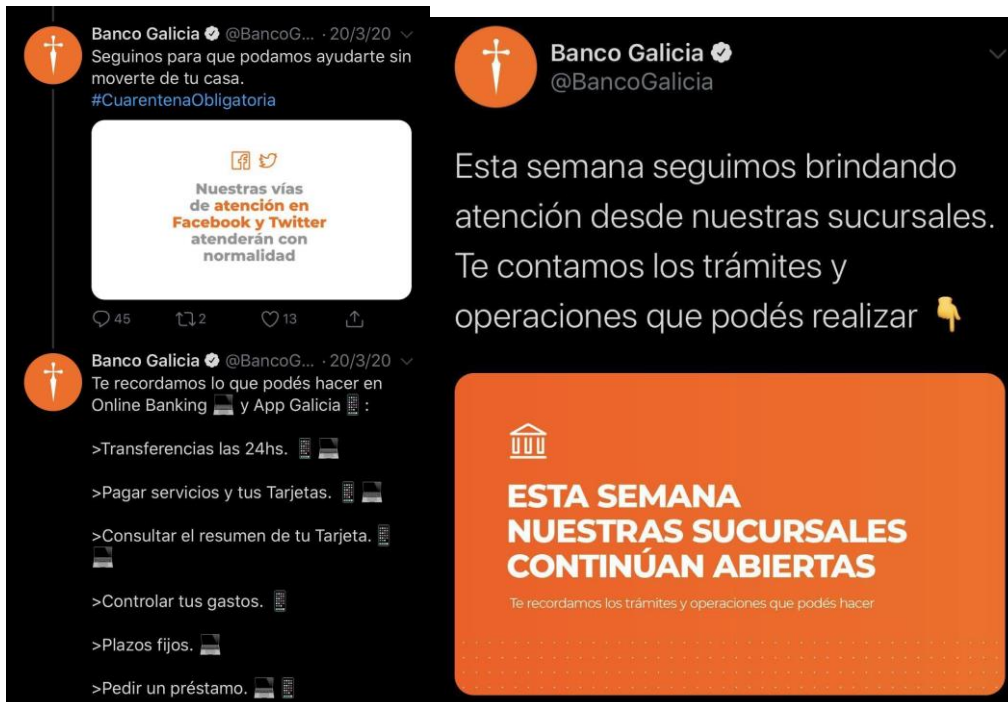 Banco Galicia @BancoG... · 20/3/20
Seguinos para que podamos ayudarte sin
moverte de tu casa.
#CuarentenaObligatoria
Nuestras vías
de atención en
Facebook y Twitter
atenderán con
normalidad
45 2 13
Banco Galicia @BancoG... · 20/3/20
Te recordamos lo que podés hacer en
Online Banking 💻 y App Galicia 📱 :
>Transferencias las 24hs. 📱 💻
>Pagar servicios y tus Tarjetas. 📱 💻
>Consultar el resumen de tu Tarjeta. 📱
💻
>Controlar tus gastos. 📱
>Plazos fijos. 💻
>Pedir un préstamo. 💻 📱
Banco Galicia
@BancoGalicia
Esta semana seguimos brindando
atención desde nuestras sucursales.
Te contamos los trámites y
operaciones que podés realizar 👇
ESTA SEMANA
NUESTRAS SUCURSALES
CONTINÚAN ABIERTAS
Te recordamos los trámites y operaciones que podés hacer